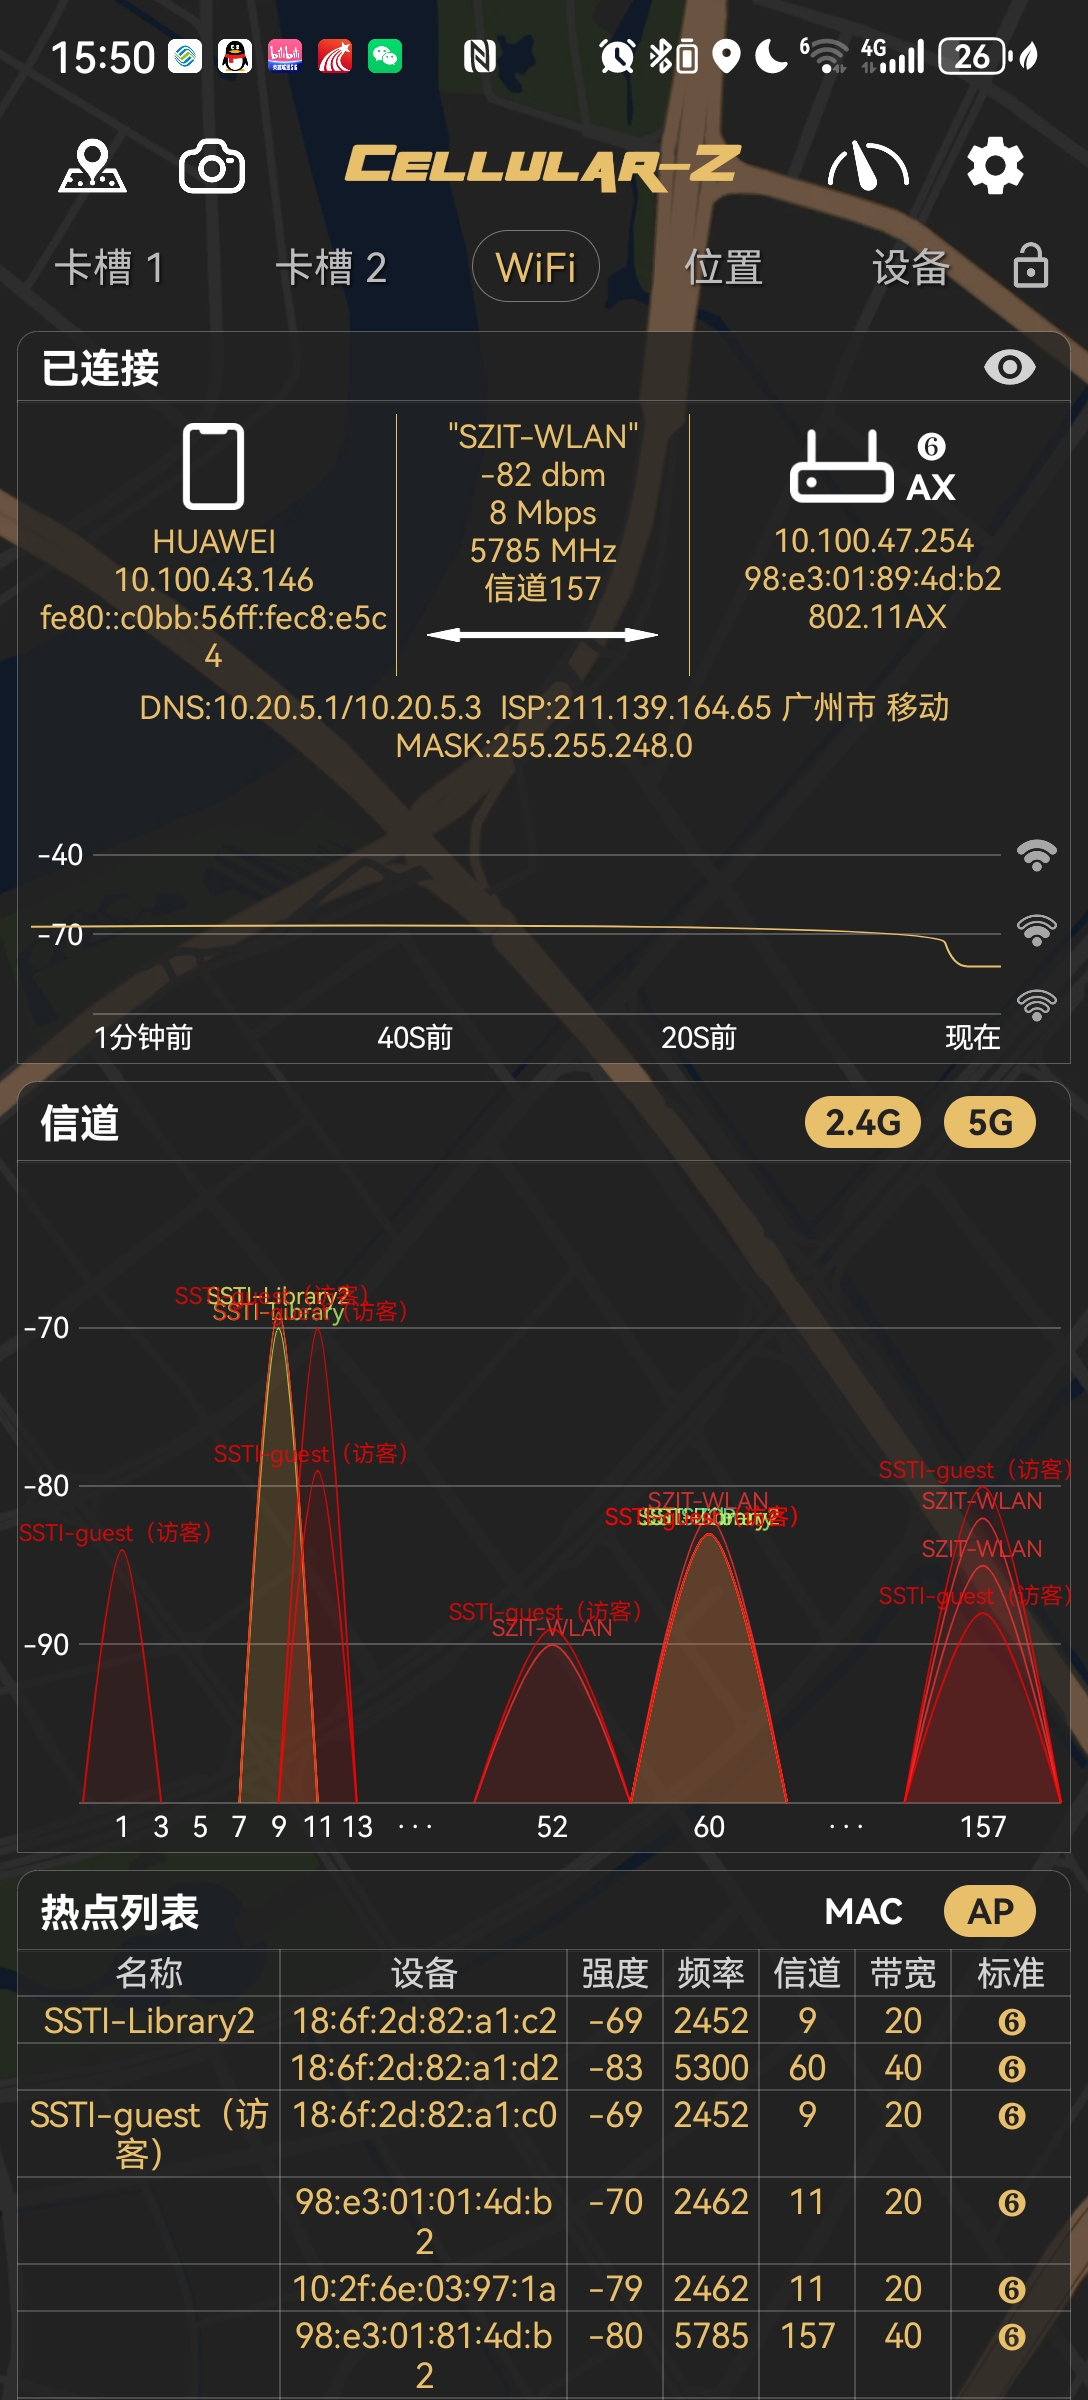 15:50
6
4G
26
CELLULAR-Z
卡槽 1
卡槽 2
WiFi
位置
设备
已连接
"SZIT-WLAN"
-82 dbm
8 Mbps
5785 MHz
信道157
HUAWEI
10.100.43.146
fe80::c0bb:56ff:fec8:e5c
4
6
AX
10.100.47.254
98:e3:01:89:4d:b2
802.11AX
DNS:10.20.5.1/10.20.5.3 ISP:211.139.164.65 广州市 移动
MASK:255.255.248.0
-40
-70
1分钟前 40S前 20S前 现在
信道
2.4G 5G
SSTI-Library2
SSTI-Library
-70
SSTI-guest（访客）
SSTI-guest（访客）
-80
SZIT-WLAN
SZIT-WLAN
SSTI-guest（访客）
SZIT-WLAN
SSTI-guest（访客）
SSTI-guest（访客）
SZIT-WLAN
-90
1 3 5 7 9 11 13 ··· 52 60 ··· 157
热点列表
MAC AP
名称 设备 强度 频率 信道 带宽 标准
SSTI-Library2 18:6f:2d:82:a1:c2 -69 2452 9 20 6
18:6f:2d:82:a1:d2 -83 5300 60 40 6
SSTI-guest（访 18:6f:2d:82:a1:c0 -69 2452 9 20 6
客）
98:e3:01:01:4d:b -70 2462 11 20 6
2
10:2f:6e:03:97:1a -79 2462 11 20 6
98:e3:01:81:4d:b -80 5785 157 40 6
2